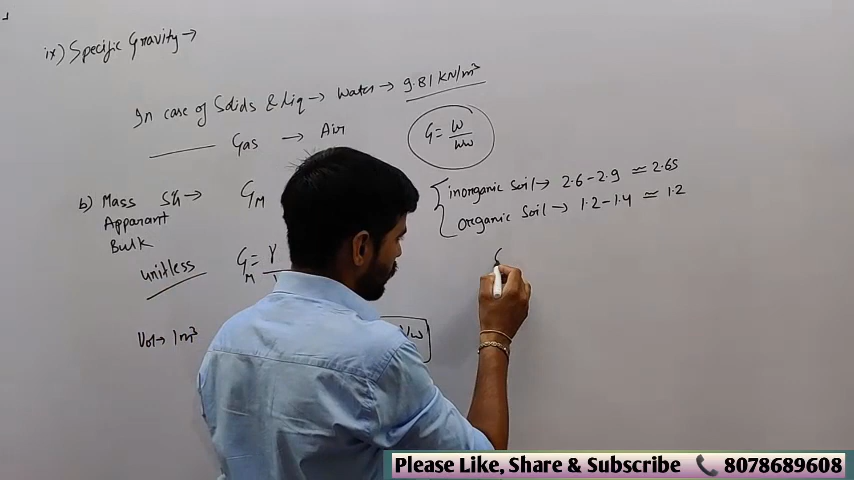 ix) Specific Gravity →
In case of Solids & Liq → Water → 9.81 KN/m³
Gas → Air
G = W / Ww
b) Mass SG → GM
Apparant
Bulk
inorganic soil → 2.6 - 2.9 ≃ 2.65
organic soil → 1.2 - 1.4 ≃ 1.2
unitless
GM = γ
Vol → 1m³
Please Like, Share & Subscribe 8078689608